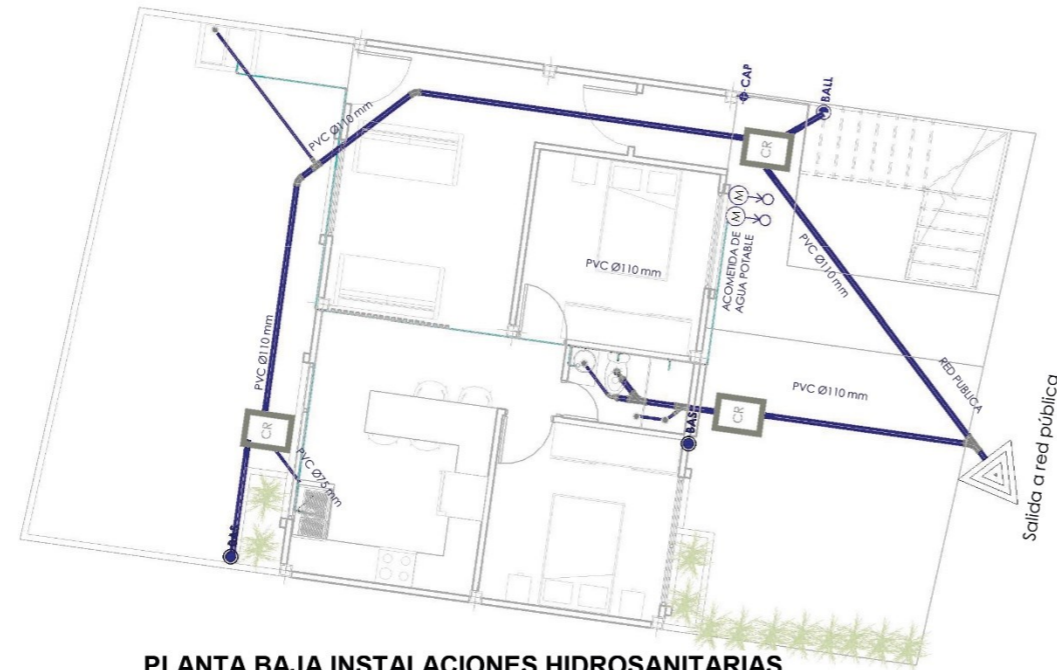 CAP
BALL
PVC Ø110 mm
CR
M
M
ACOMETIDA DE
AGUA POTABLE
PVC Ø110 mm
PVC Ø110 mm
RED PUBLICA
PVC Ø110 mm
PVC Ø110 mm
CR
CR
PVC Ø75 mm
BAS
BAS
Salida a red pública
PLANTA BAJA INSTALACIONES HIDROSANITARIAS